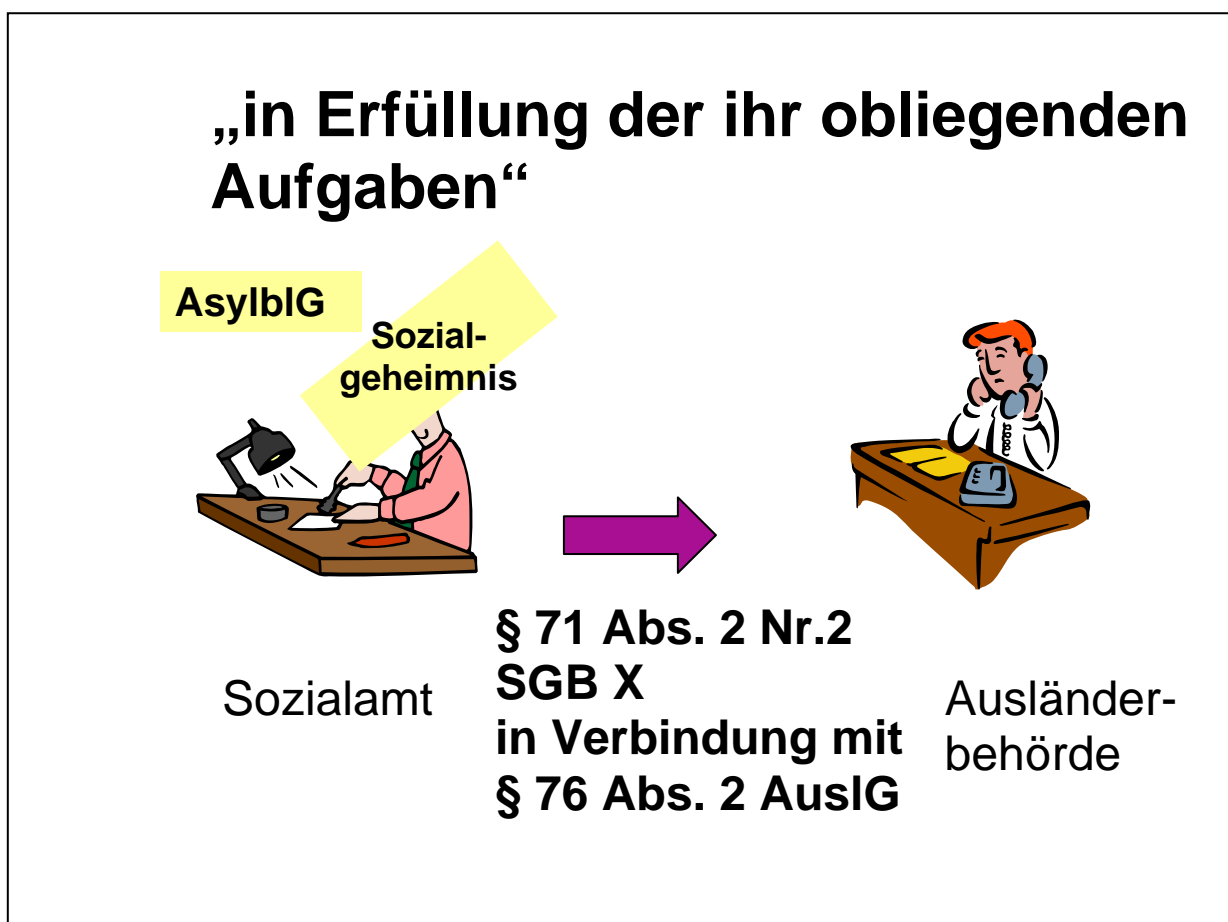 „in Erfüllung der ihr obliegenden
Aufgaben“
AsylblG
Sozial-
geheimnis
§ 71 Abs. 2 Nr.2
SGB X
in Verbindung mit
§ 76 Abs. 2 AuslG
Sozialamt
Ausländer-
behörde